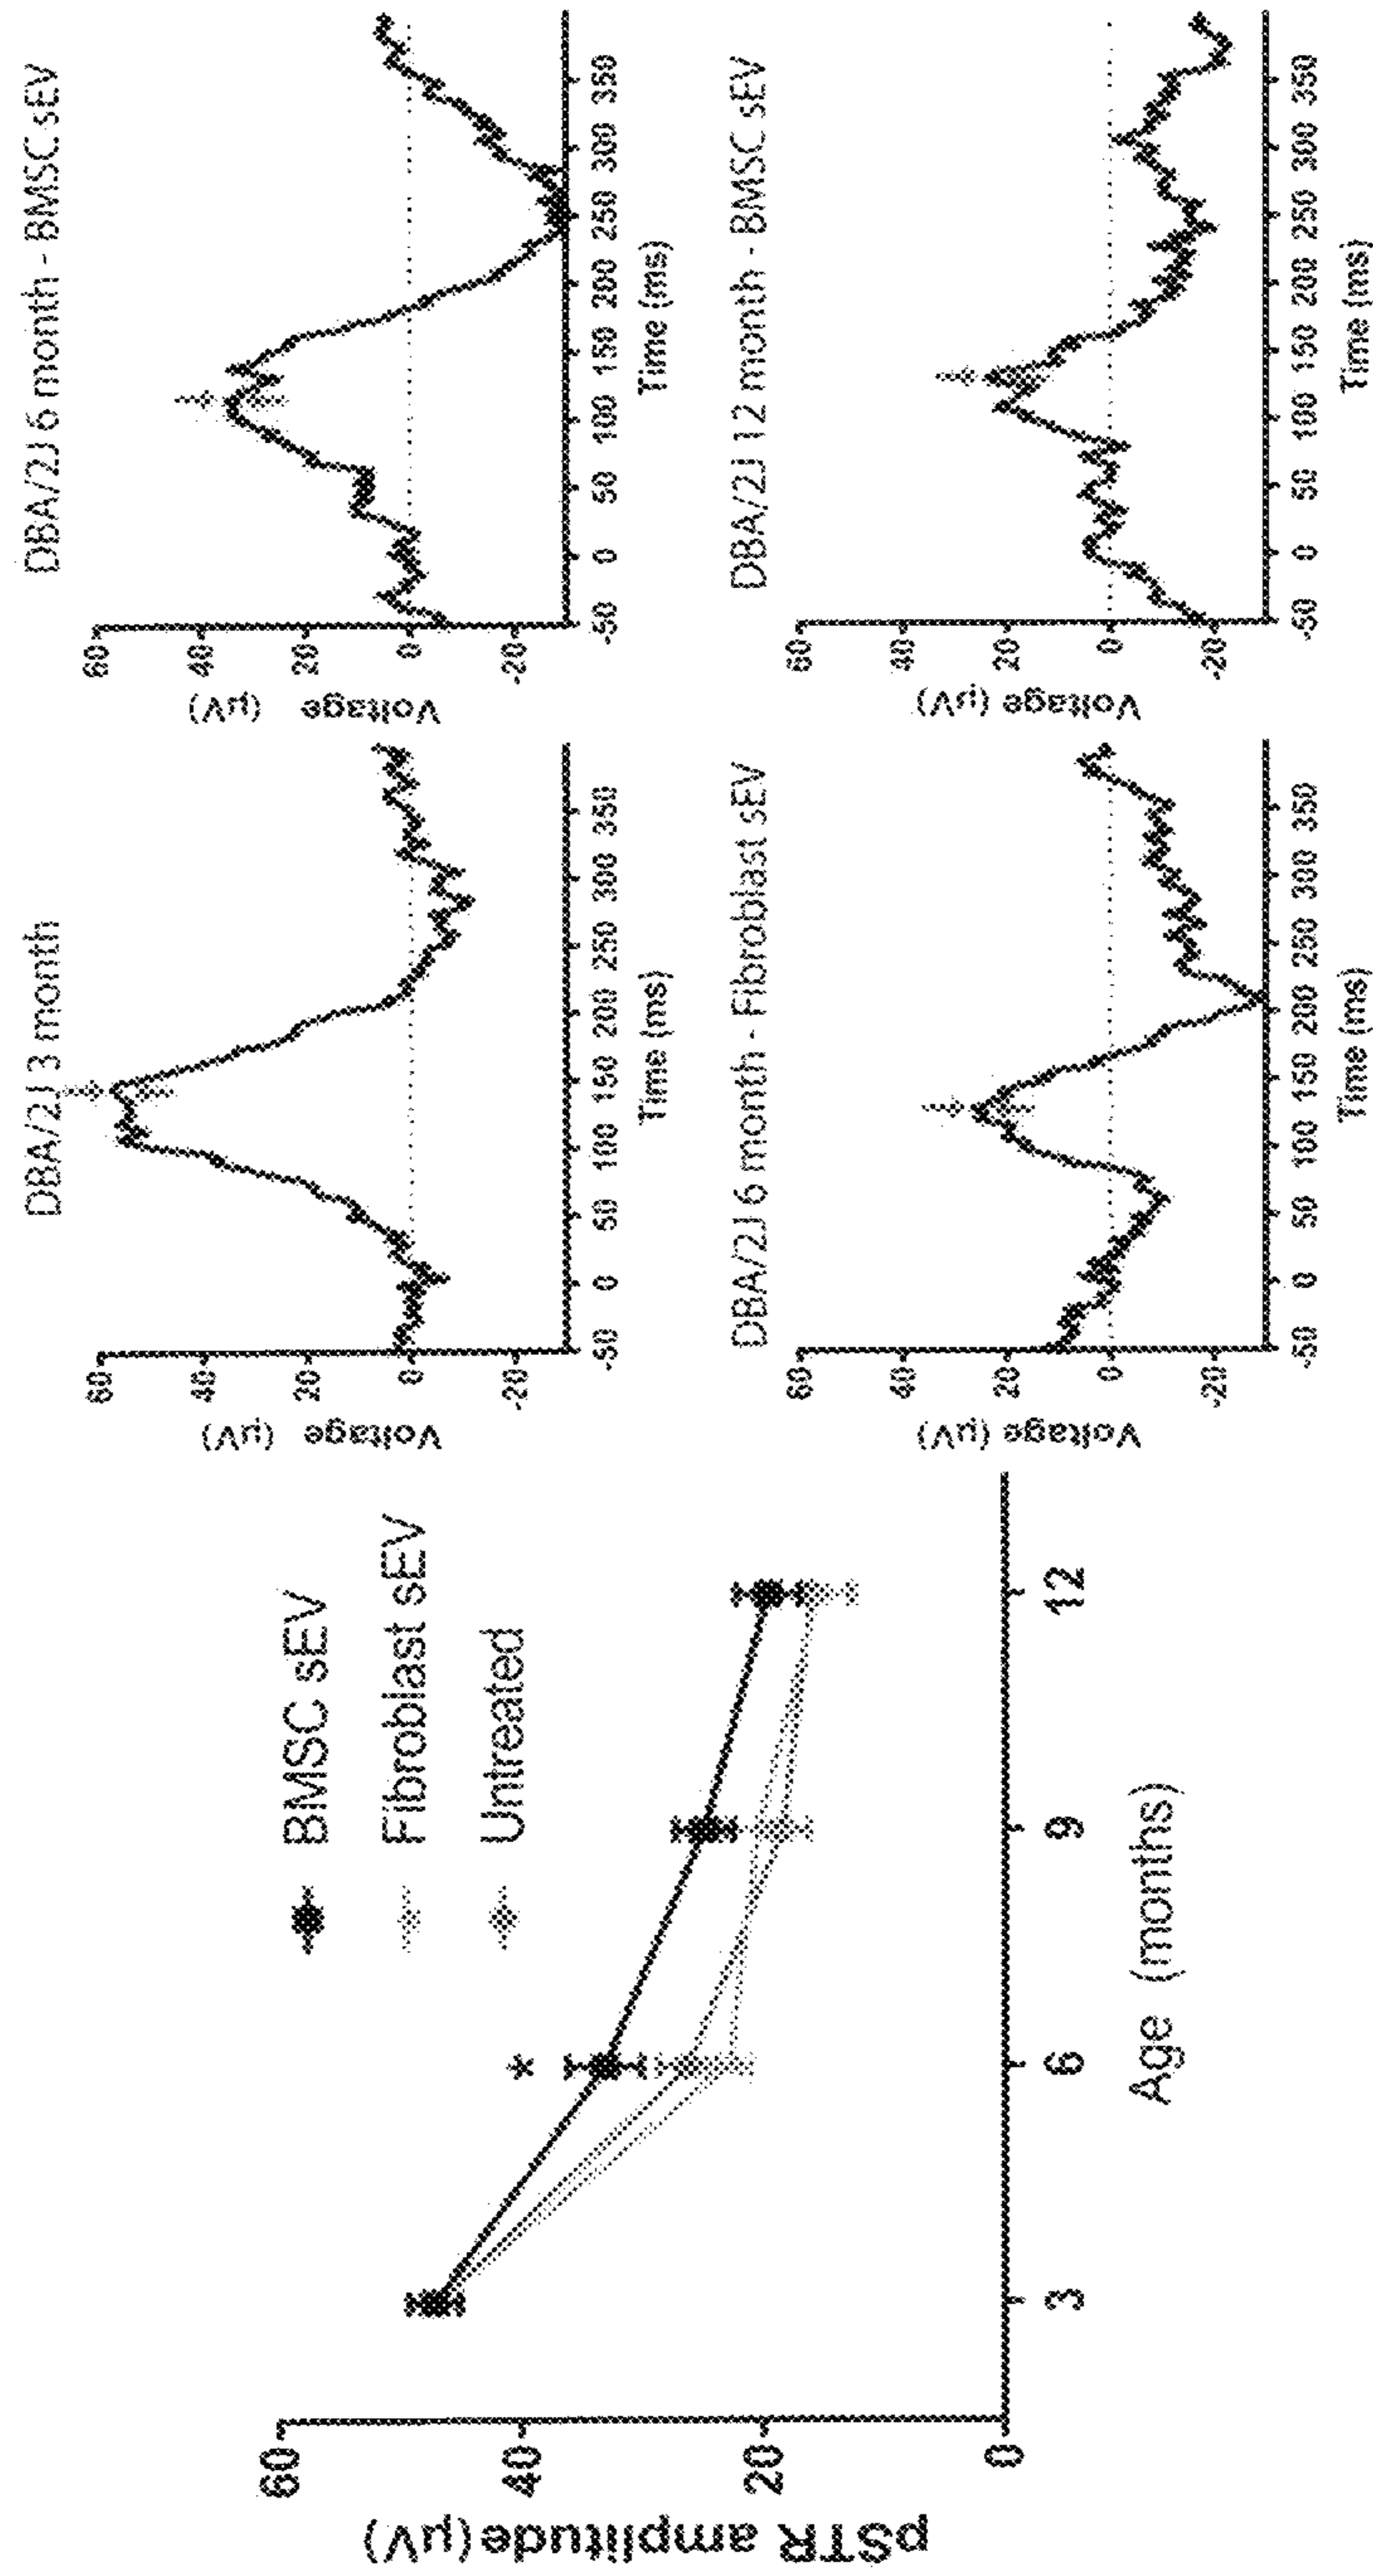 pSTR amplitude(µV)
60
40
20
0
3
6
9
12
Age (months)
*
BMSC sEV
Fibroblast sEV
Untreated
DBA/2J 3 month
Voltage (µV)
60
40
20
0
-20
-50 0 50 100 150 200 250 300 350
Time (ms)
DBA/2J 6 month - BMSC sEV
Voltage (µV)
60
40
20
0
-20
-50 0 50 100 150 200 250 300 350
Time (ms)
DBA/2J 6 month - Fibroblast sEV
Voltage (µV)
60
40
20
0
-20
-50 0 50 100 150 200 250 300 350
Time (ms)
DBA/2J 12 month - BMSC sEV
Voltage (µV)
60
40
20
0
-20
-50 0 50 100 150 200 250 300 350
Time (ms)